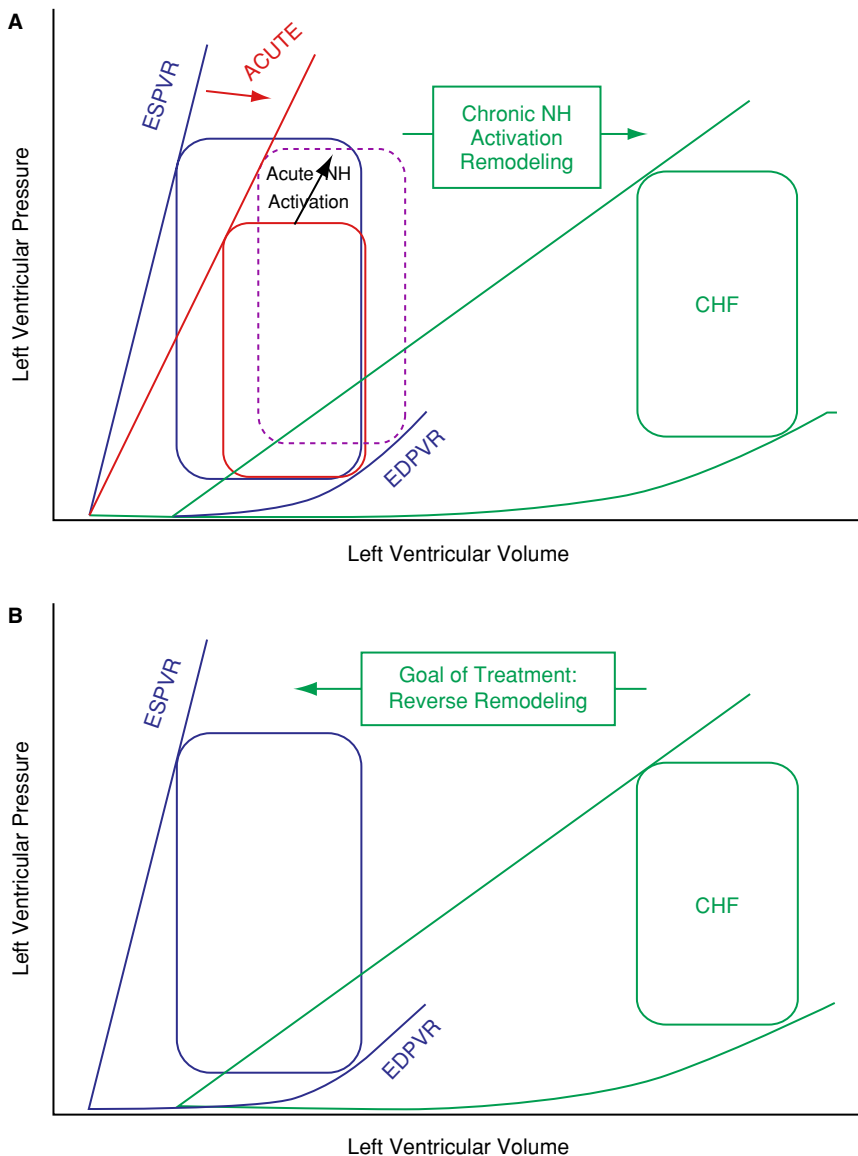 A
ESPVR
ACUTE
Chronic NH
Activation
Remodeling
Acute NH
Activation
CHF
EDPVR
Left Ventricular Pressure
Left Ventricular Volume
B
ESPVR
Goal of Treatment:
Reverse Remodeling
CHF
EDPVR
Left Ventricular Pressure
Left Ventricular Volume